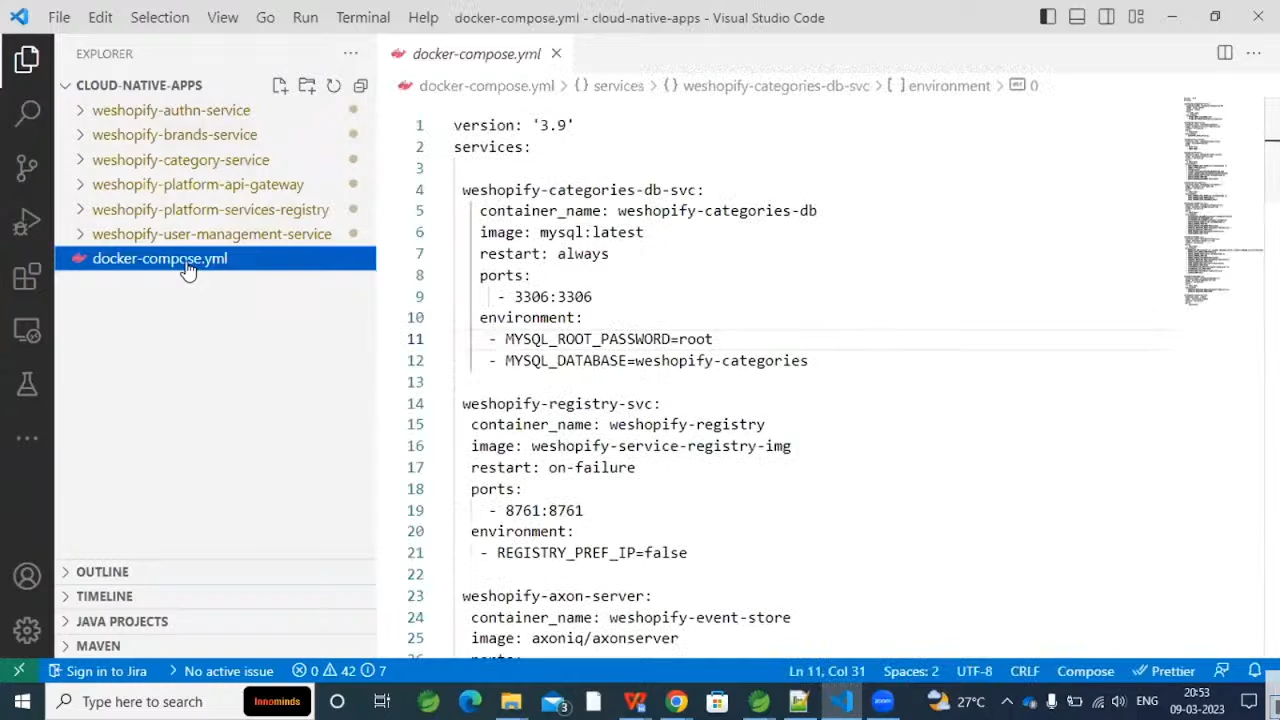 File Edit Selection View Go Run Terminal Help docker-compose.yml - cloud-native-apps - Visual Studio Code
EXPLORER
docker-compose.yml
CLOUD-NATIVE-APPS
docker-compose.yml > {} services > {} weshopify-categories-db-svc > [ ] environment > 0
weshopify-authn-service
weshopify-brands-service
weshopify-category-service
weshopify-platform-api-gateway
weshopify-platform-services-registry
weshopify-user-management-serv
docker-compose.yml
1 version: '3.9'
2 services:
3
4 weshopify-categories-db-svc:
5 container_name: weshopify-categories-db
6 image: mysql:latest
7 restart: always
8 ports:
9 3306:3306
10 environment:
11 - MYSQL_ROOT_PASSWORD=root
12 - MYSQL_DATABASE=weshopify-categories
13
14 weshopify-registry-svc:
15 container_name: weshopify-registry
16 image: weshopify-service-registry-img
17 restart: on-failure
18 ports:
19 - 8761:8761
20 environment:
21 - REGISTRY_PREF_IP=false
22
23 weshopify-axon-server:
24 container_name: weshopify-event-store
25 image: axoniq/axonserver
OUTLINE
TIMELINE
JAVA PROJECTS
MAVEN
Sign in to Jira No active issue 0 42 7 Ln 11, Col 31 Spaces: 2 UTF-8 CRLF Compose Prettier
Type here to search Innominds 3 zoom 27°C ENG 20:53
09-03-2023